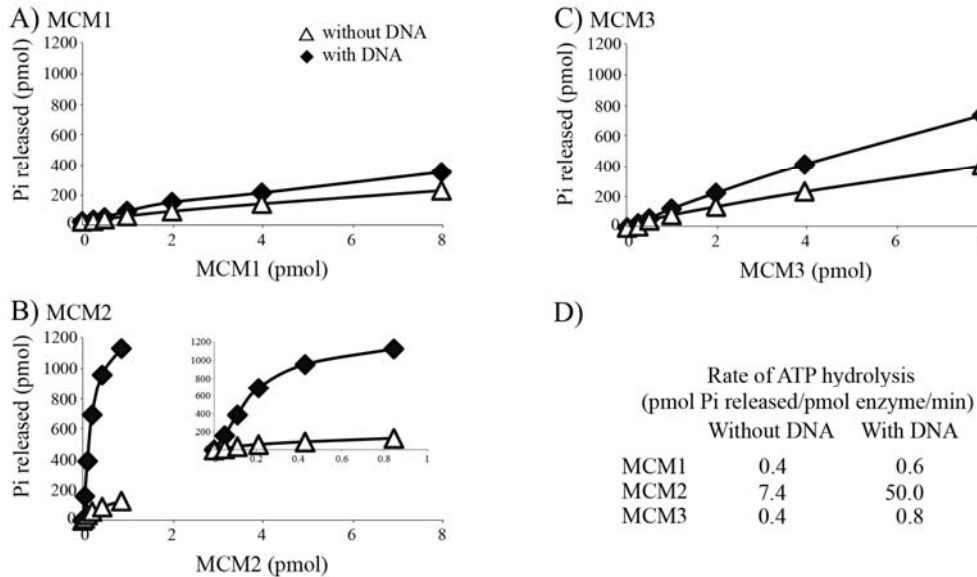 A) MCM1
1200
1000
800
600
400
200
0
Pi released (pmol)
without DNA
with DNA
0 2 4 6 8
MCM1 (pmol)
C) MCM3
1200
1000
800
600
400
200
0
Pi released (pmol)
0 2 4 6
MCM3 (pmol)
B) MCM2
1200
1000
800
600
400
200
0
Pi released (pmol)
1200
1000
800
600
400
200
0 0.2 0.4 0.6 0.8 1
0 2 4 6 8
MCM2 (pmol)
D)
Rate of ATP hydrolysis
(pmol Pi released/pmol enzyme/min)
Without DNA With DNA
MCM1 0.4 0.6
MCM2 7.4 50.0
MCM3 0.4 0.8